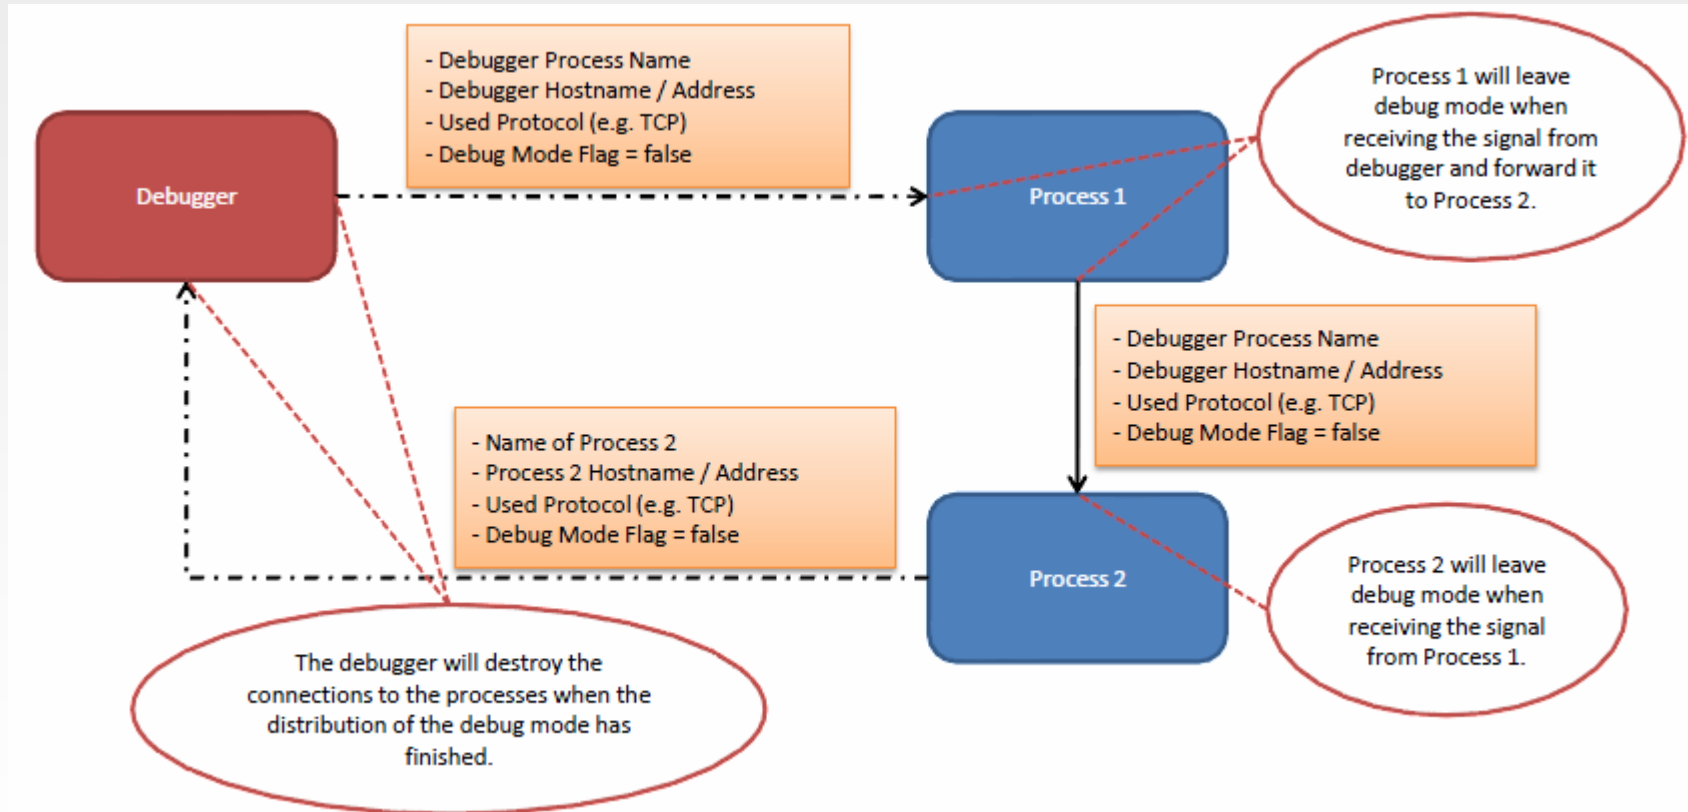 - Debugger Process Name
- Debugger Hostname / Address
- Used Protocol (e.g. TCP)
- Debug Mode Flag = false
Debugger
Process 1
Process 1 will leave
debug mode when
receiving the signal from
debugger and forward it
to Process 2.
- Debugger Process Name
- Debugger Hostname / Address
- Used Protocol (e.g. TCP)
- Debug Mode Flag = false
- Name of Process 2
- Process 2 Hostname / Address
- Used Protocol (e.g. TCP)
- Debug Mode Flag = false
Process 2
Process 2 will leave
debug mode when
receiving the signal
from Process 1.
The debugger will destroy the
connections to the processes when the
distribution of the debug mode has
finished.